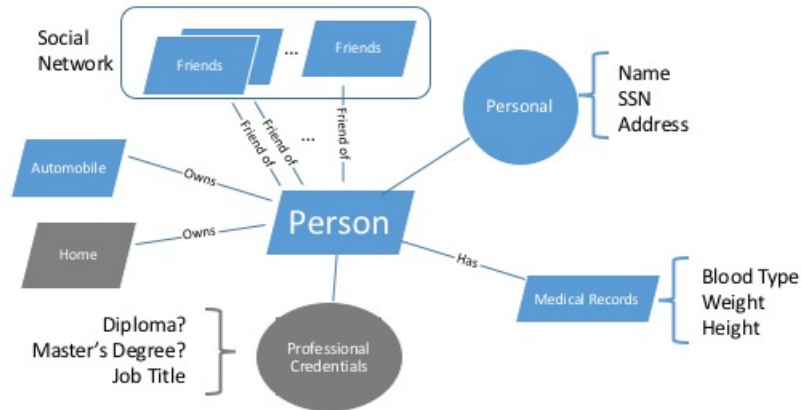 Social
Network
Friends
...
Friends
Friend of
Friend of
...
Friend of
Personal
Name
SSN
Address
Automobile
Owns
Home
Owns
Person
Has
Medical Records
Blood Type
Weight
Height
Diploma?
Master's Degree?
Job Title
Professional
Credentials